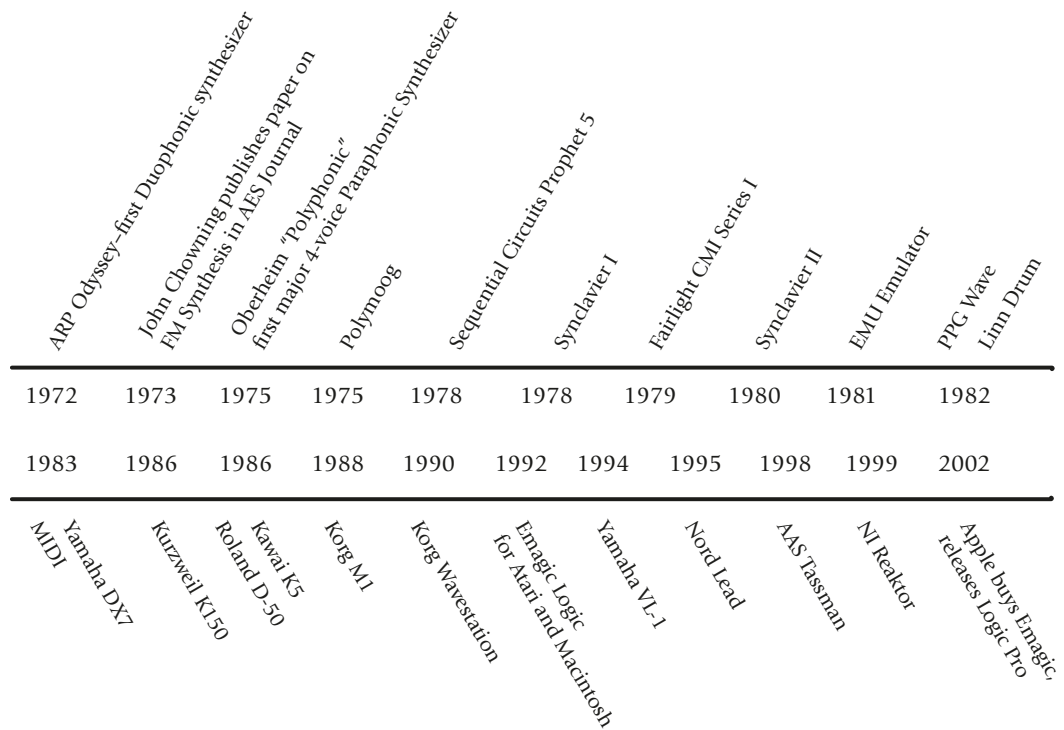 ARP Odyssey–first Duophonic synthesizer
John Chowning publishes paper on
FM Synthesis in AES Journal
Oberheim "Polyphonic"
first major 4-voice Paraphonic Synthesizer
Polymoog
Sequential Circuits Prophet 5
Synclavier I
Fairlight CMI Series I
Synclavier II
EMUI Emulator
PPG Wave
Linn Drum
1972 1973 1975 1975 1978 1978 1979 1980 1981 1982
1983 1986 1986 1988 1990 1992 1994 1995 1998 1999 2002
MIDI
Yamaha DX7
Kurzweil K150
Roland D-50
Kawai K5
Korg M1
Korg Wavestation
Emagic Logic
for Atari and Macintosh
Yamaha VL-1
Nord Lead
AAS Tassman
NI Reaktor
Apple buys Emagic,
releases Logic Pro